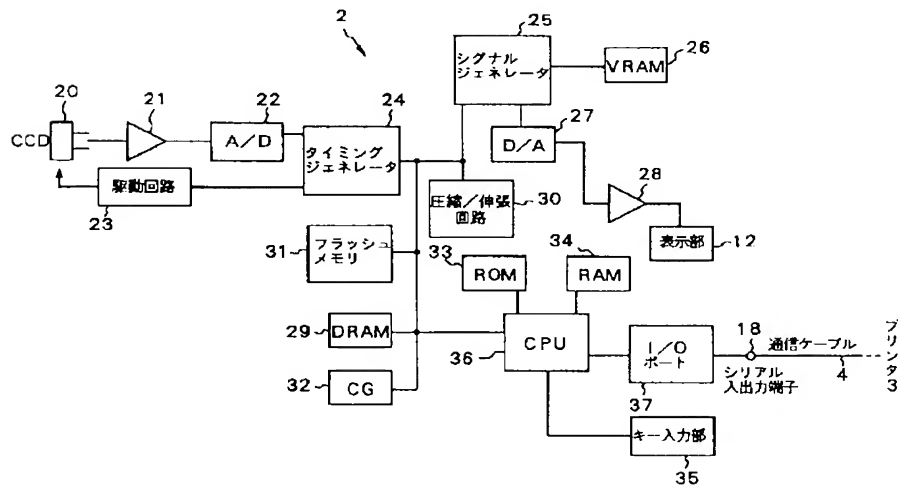 2
25
シグナル
ジェネレータ
VRAM
26
20
CCD
21
22
A/D
24
タイミング
ジェネレータ
27
D/A
駆動回路
23
圧縮/伸張
回路
30
28
表示部
12
31
フラッシュ
メモリ
33
ROM
34
RAM
29
DRAM
36
CPU
I/O
ポート
37
18
通信ケーブル
4
シリアル
入出力端子
プリンタ3
32
CG
キー入力部
35